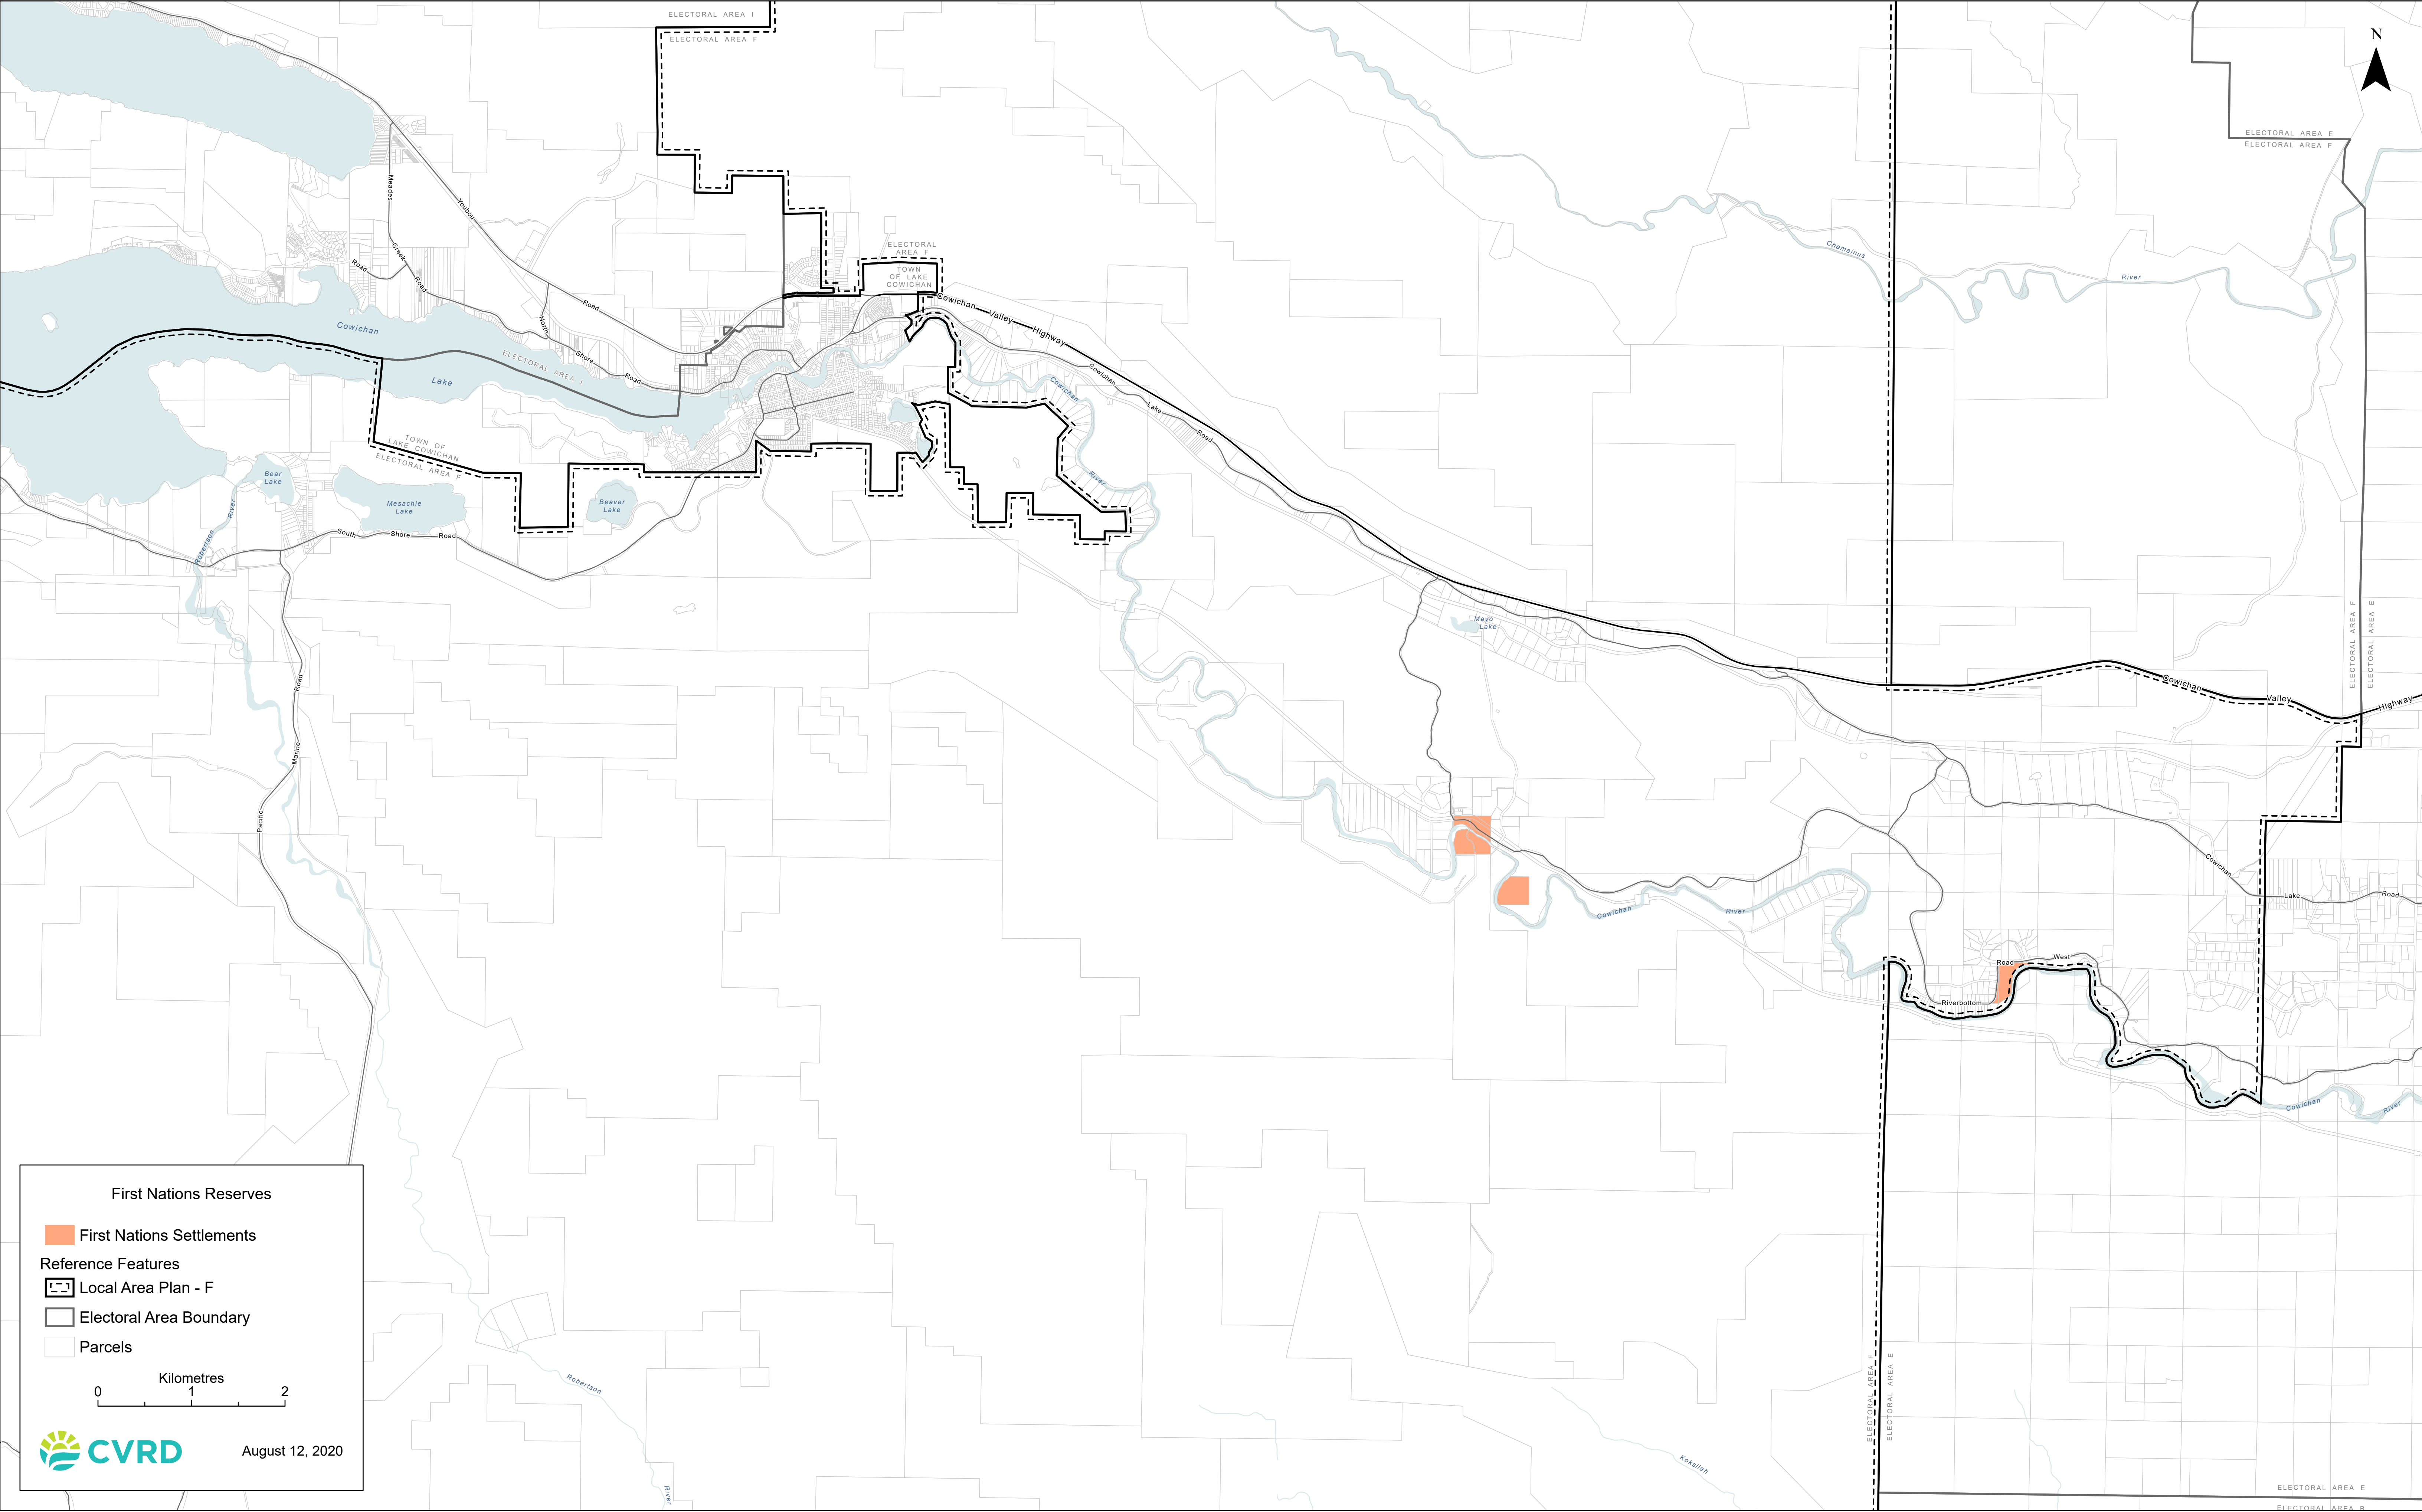 ELECTORAL AREA I
ELECTORAL AREA F
N
ELECTORAL AREA E
ELECTORAL AREA F
Meades
Creek
Road
Road
Youbou
Road
North
Shore
Road
ELECTORAL
AREA F
TOWN
OF LAKE
COWICHAN
Cowichan
Valley
Highway
Chemainus
River
Cowichan
Lake
ELECTORAL AREA I
Cowichan
River
Cowichan
Lake
Road
TOWN OF
LAKE COWICHAN
ELECTORAL AREA F
Bear
Lake
Mesachie
Lake
Beaver
Lake
Robertson
River
South
Shore
Road
Mayo
Lake
ELECTORAL AREA F
ELECTORAL AREA E
Cowichan
Valley
Highway
Pacific
Marine
Road
Cowichan
River
Cowichan
Lake
Road
Riverbottom
Road
West
Cowichan
River
First Nations Reserves
First Nations Settlements
Reference Features
Local Area Plan - F
Electoral Area Boundary
Parcels
Kilometres
0 1 2
CVRD
August 12, 2020
Robertson
River
Koksilah
ELECTORAL AREA F
ELECTORAL AREA E
ELECTORAL AREA E
ELECTORAL AREA B